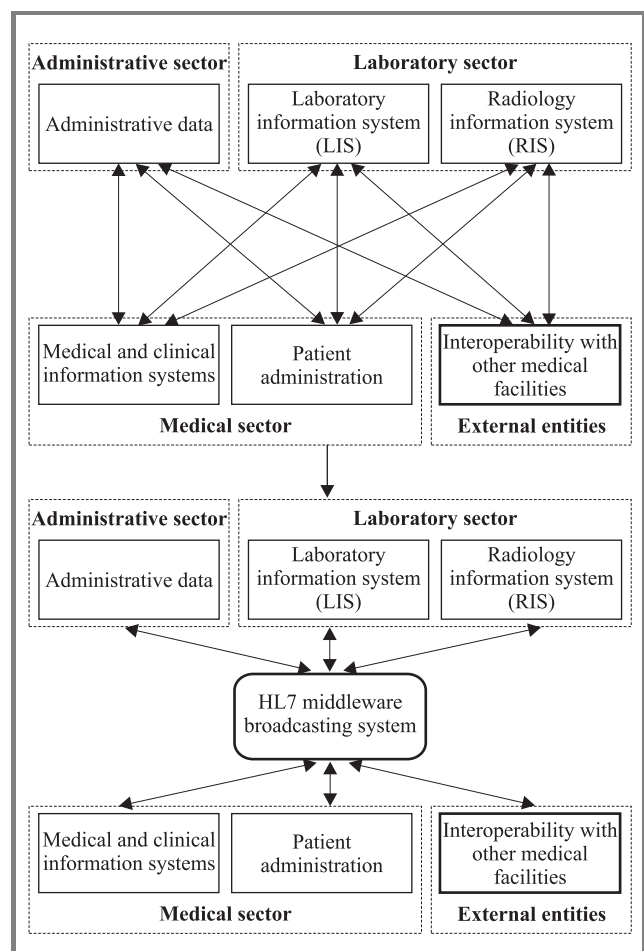 Administrative sector
Laboratory sector
Administrative data
Laboratory
information system
(LIS)
Radiology
information system
(RIS)
Medical and clinical
information systems
Patient
administration
Interoperability with
other medical
facilities
Medical sector
External entities
Administrative sector
Laboratory sector
Administrative data
Laboratory
information system
(LIS)
Radiology
information system
(RIS)
HL7 middleware
broadcasting system
Medical and clinical
information systems
Patient
administration
Interoperability with
other medical
facilities
Medical sector
External entities